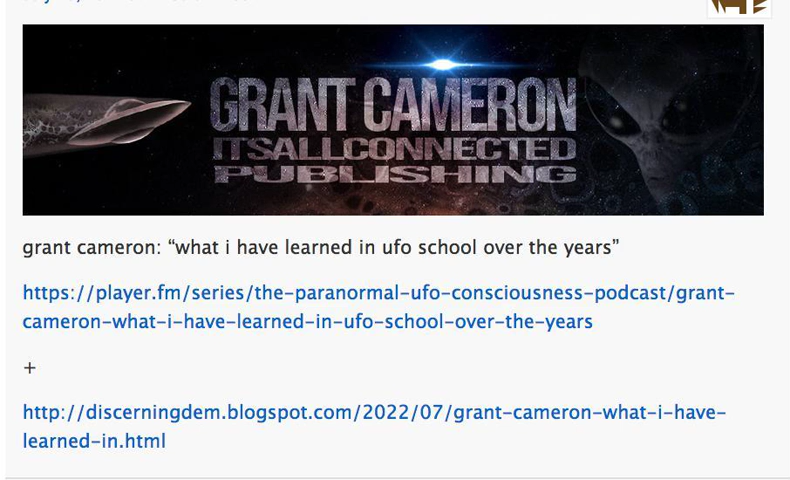 GRANT CAMERON
ITSALLCONNECTED
PUBLISHING
grant cameron: “what i have learned in ufo school over the years”
https://player.fm/series/the-paranormal-ufo-consciousness-podcast/grant-
cameron-what-i-have-learned-in-ufo-school-over-the-years
+
http://discerningdem.blogspot.com/2022/07/grant-cameron-what-i-have-
learned-in.html